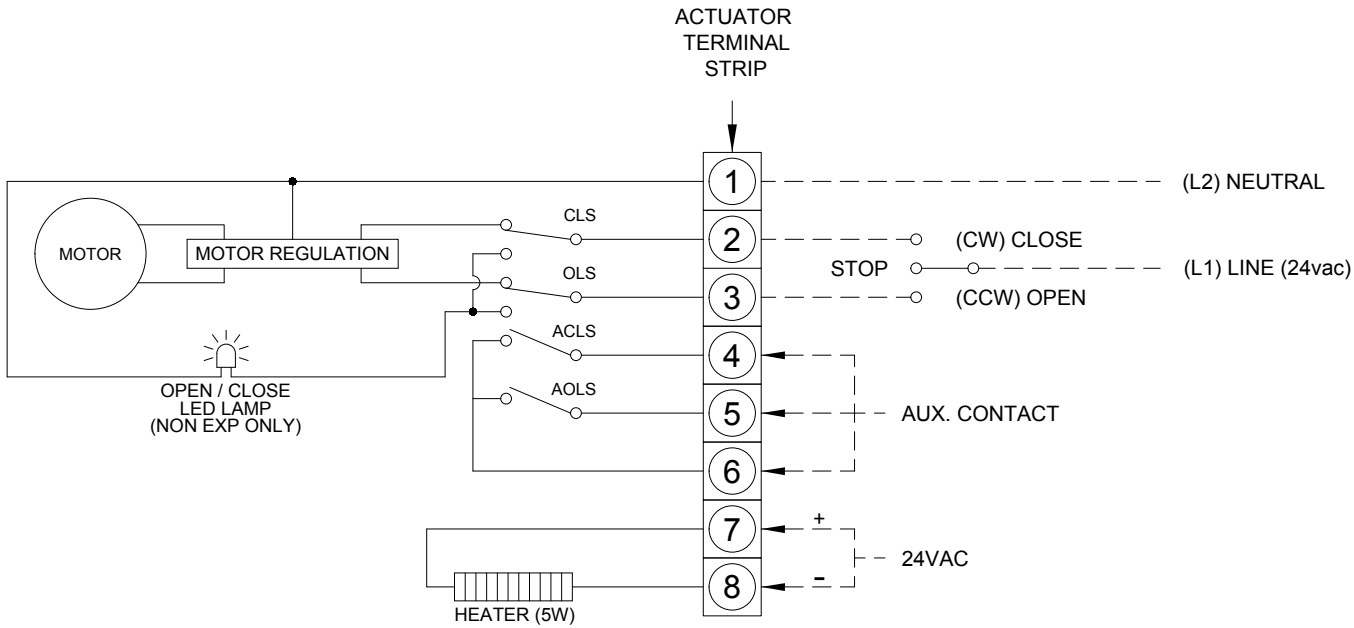 ACTUATOR
TERMINAL
STRIP
1
(L2) NEUTRAL
CLS
2
(CW) CLOSE
MOTOR
MOTOR REGULATION
STOP
(L1) LINE (24vac)
OLS
3
(CCW) OPEN
ACLS
4
OPEN / CLOSE
LED LAMP
(NON EXP ONLY)
AOLS
5
AUX. CONTACT
6
7
+
24VAC
8
-
HEATER (5W)